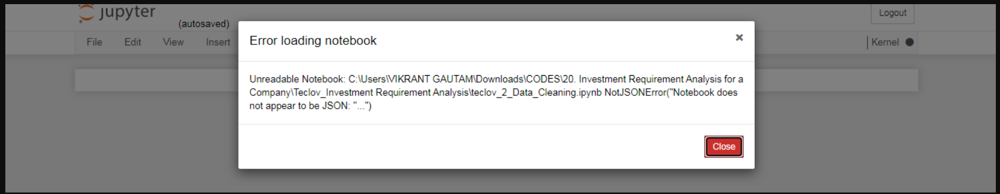 jupyter
(autosaved)
Logout
File Edit View Insert
Kernel
Error loading notebook
×
Unreadable Notebook: C:\Users\VIKRANT GAUTAM\Downloads\CODES\20. Investment Requirement Analysis for a
Company\Teclov_Investment Requirement Analysis\teclov_2_Data_Cleaning.ipynb NotJSONError("Notebook does
not appear to be JSON: "...")
Close